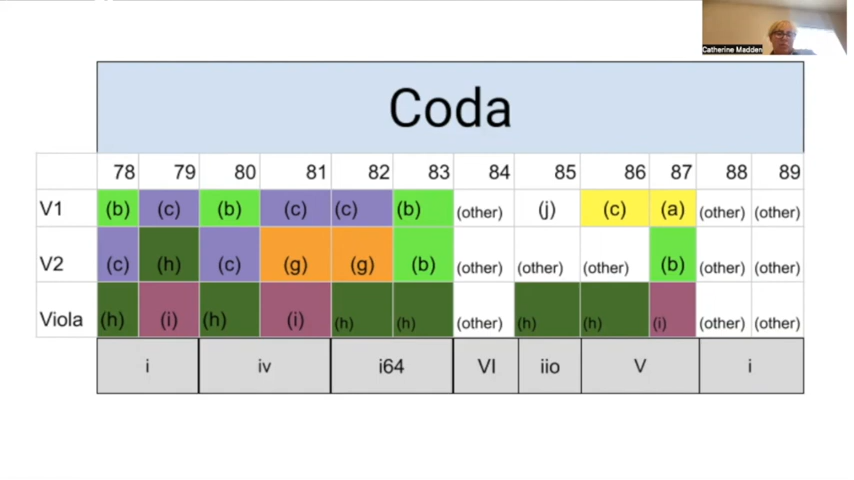 Catherine Madden
Coda
78 79 80 81 82 83 84 85 86 87 88 89
V1 (b) (c) (b) (c) (c) (b) (other) (j) (c) (a) (other) (other)
V2 (c) (h) (c) (g) (g) (b) (other) (other) (other) (b) (other) (other)
Viola (h) (i) (h) (i) (h) (h) (other) (h) (h) (i) (other) (other)
i iv i64 VI iio V i